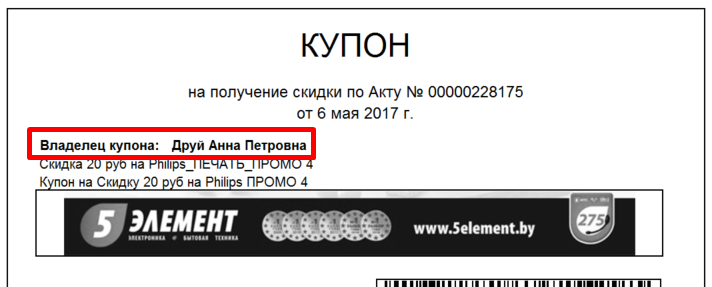 КУПОН
на получение скидки по Акту № 00000228175
от 6 мая 2017 г.
Владелец купона: Друй Анна Петровна
Скидка 20 руб на Philips_ПЕЧАТЬ_ПРОМО 4
Купон на Скидку 20 руб на Philips ПРОМО 4
5 ЭЛЕМЕНТ
ЭЛЕКТРОНИКА И БЫТОВАЯ ТЕХНИКА
www.5element.by
275